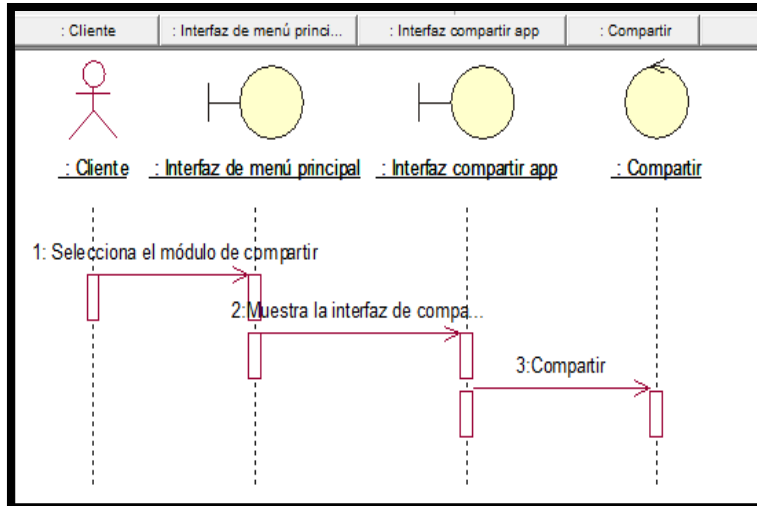 : Cliente
: Interfaz de menú princi...
: Interfaz compartir app
: Compartir
: Cliente
: Interfaz de menú principal
: Interfaz compartir app
: Compartir
1: Selecciona el módulo de compartir
2:Muestra la interfaz de compa...
3:Compartir